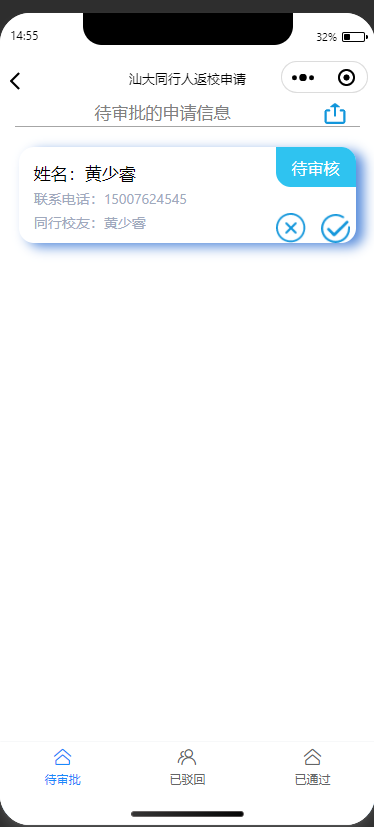 14:55
32%
汕大同行人返校申请
待审批的申请信息
待审核
姓名：黄少睿
联系电话：15007624545
同行校友：黄少睿
待审批
已驳回
已通过